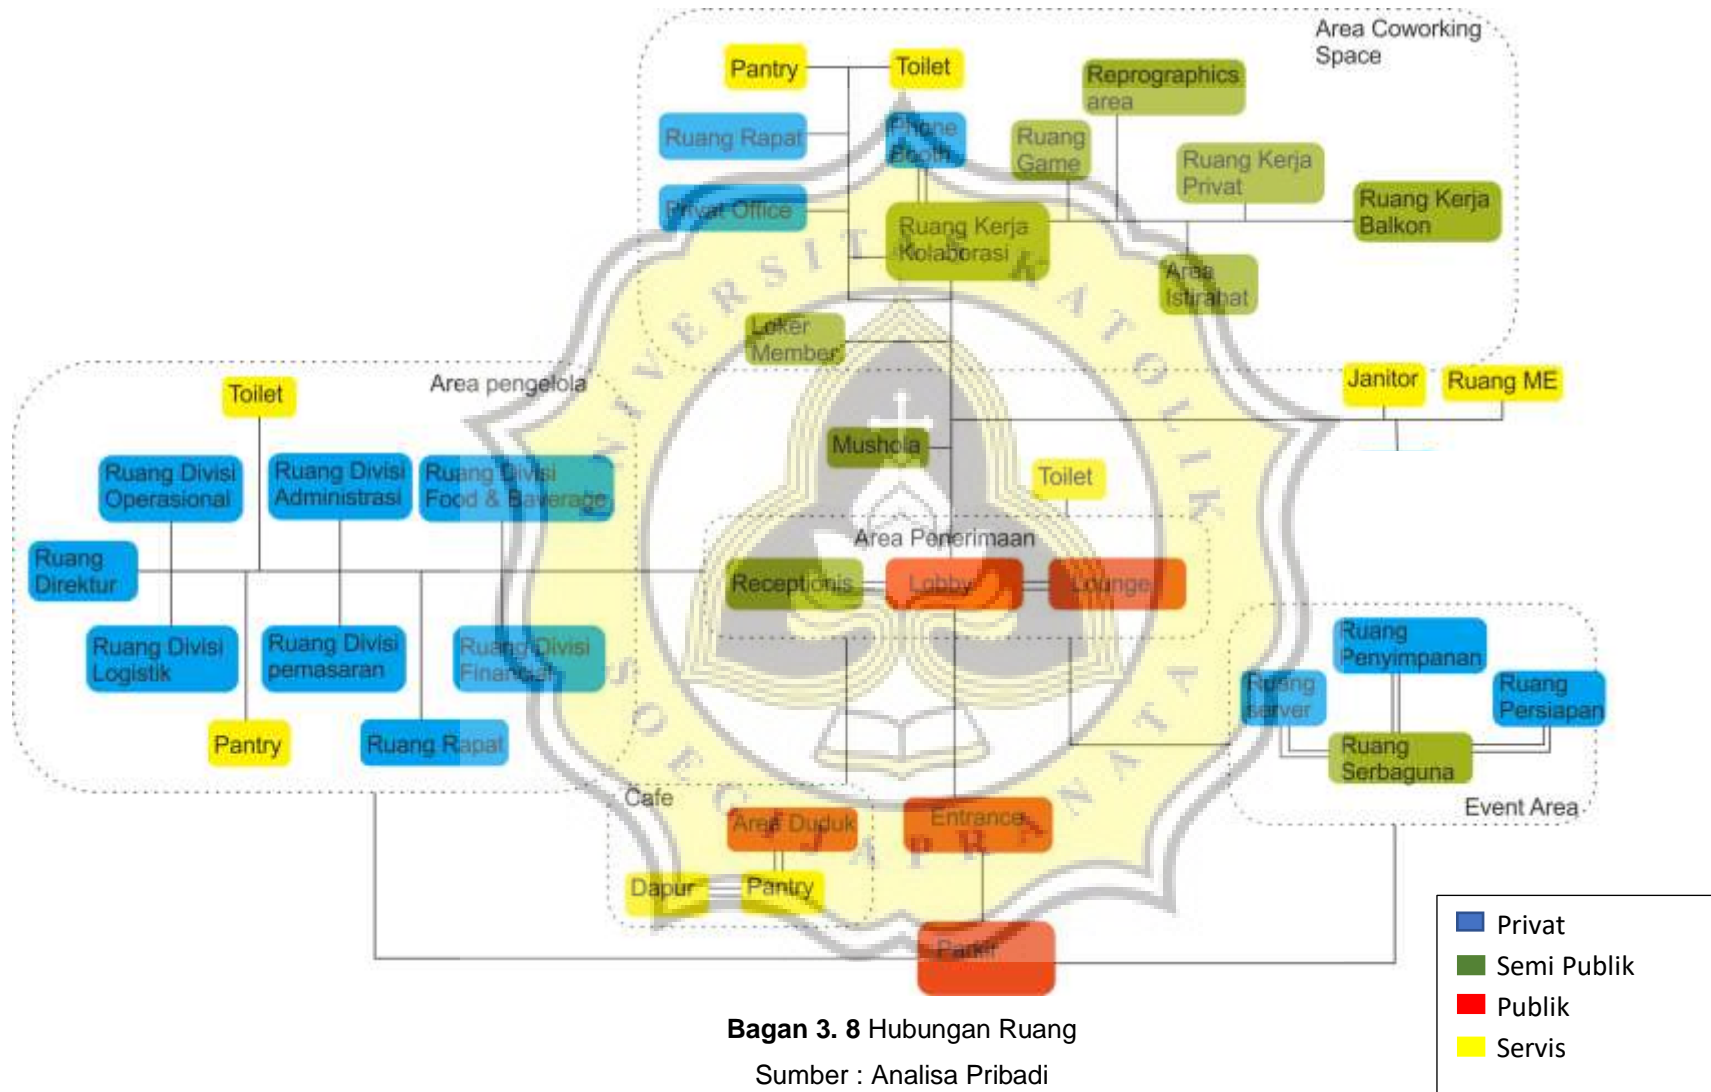 Area Coworking
Space
Pantry
Toilet
Reprographics
area
Ruang Rapat
Phone
Booth
Ruang
Game
Ruang Kerja
Privat
Privat Office
Ruang Kerja
Kolaborasi
Ruang Kerja
Balkon
Area
Istirahat
Loker
Member
Area pengelola
Toilet
Janitor
Ruang ME
Mushola
Ruang Divisi
Operasional
Ruang Divisi
Administrasi
Ruang Divisi
Food & Baverage
Toilet
Area Penerimaan
Ruang
Direktur
Receptionis
Lobby
Lounge
Ruang Divisi
Logistik
Ruang Divisi
pemasaran
Ruang Divisi
Financial
Ruang
Penyimpanan
Ruang
server
Ruang
Persiapan
Pantry
Ruang Rapat
Ruang
Serbaguna
Event Area
Cafe
Area Duduk
Entrance
Dapur
Pantry
Parkir
UNIVERSITAS KATOLIK
SOEGIJAPRANATA
Privat
Semi Publik
Publik
Servis
Bagan 3. 8 Hubungan Ruang
Sumber : Analisa Pribadi